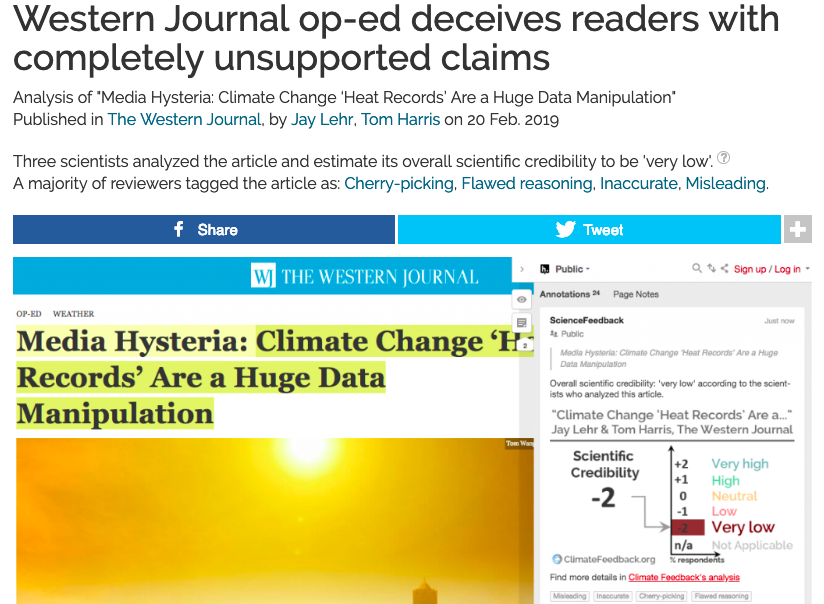 Western Journal op-ed deceives readers with
completely unsupported claims
Analysis of "Media Hysteria: Climate Change ‘Heat Records’ Are a Huge Data Manipulation"
Published in The Western Journal, by Jay Lehr, Tom Harris on 20 Feb. 2019
Three scientists analyzed the article and estimate its overall scientific credibility to be 'very low'. ?
A majority of reviewers tagged the article as: Cherry-picking, Flawed reasoning, Inaccurate, Misleading.
f Share
Tweet
+
WJ THE WESTERN JOURNAL
OP-ED WEATHER
Media Hysteria: Climate Change ‘H
Records’ Are a Huge Data
Manipulation
Tom Wang
h. Public
Sign up / Log in
Annotations 24 Page Notes
2
ScienceFeedback Just now
Public
Media Hysteria: Climate Change 'Heat Records' Are a Huge
Data Manipulation
Overall scientific credibility: 'very low' according to the scient-
ists who analyzed this article.
"Climate Change 'Heat Records' Are a..."
Jay Lehr & Tom Harris, The Western Journal
Scientific
Credibility
-2
+2 Very high
+1 High
0 Neutral
-1 Low
-2 Very low
n/a Not Applicable
ClimateFeedback.org % respondents
Find more details in Climate Feedback's analysis
Misleading Inaccurate Cherry-picking Flawed reasoning